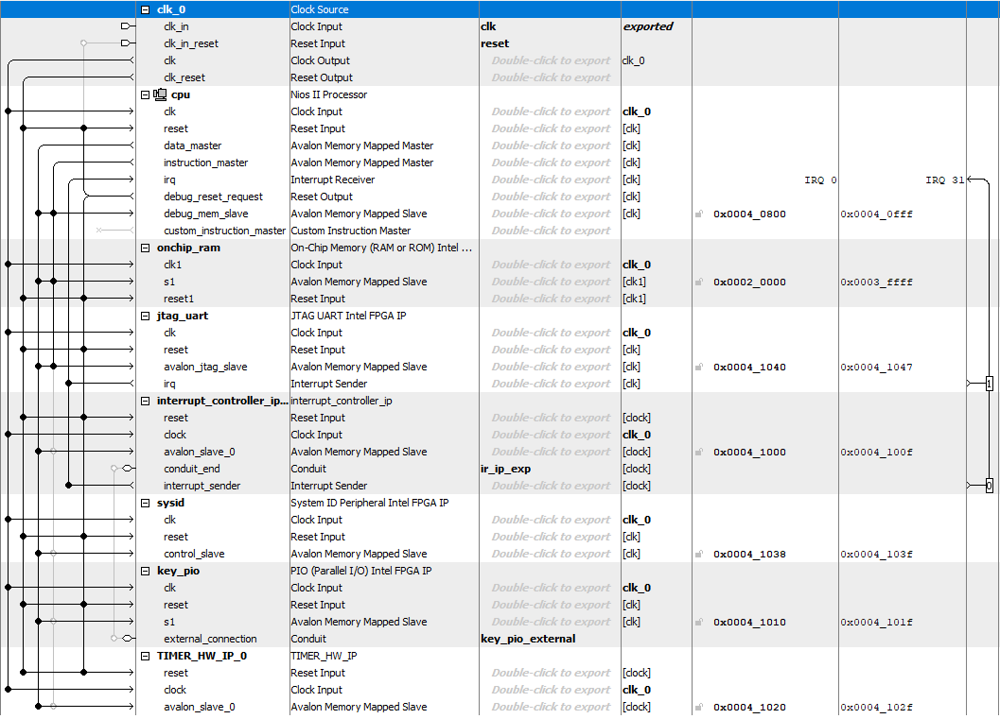 clk_0 Clock Source
clk_in Clock Input clk exported
clk_in_reset Reset Input reset
clk Clock Output Double-click to export clk_0
clk_reset Reset Output Double-click to export
cpu Nios II Processor
clk Clock Input Double-click to export clk_0
reset Reset Input Double-click to export [clk]
data_master Avalon Memory Mapped Master Double-click to export [clk]
instruction_master Avalon Memory Mapped Master Double-click to export [clk]
irq Interrupt Receiver Double-click to export [clk] IRQ 0 IRQ 31
debug_reset_request Reset Output Double-click to export [clk]
debug_mem_slave Avalon Memory Mapped Slave Double-click to export [clk] 0x0004_0800 0x0004_0fff
custom_instruction_master Custom Instruction Master Double-click to export
onchip_ram On-Chip Memory (RAM or ROM) Intel ...
clk1 Clock Input Double-click to export clk_0
s1 Avalon Memory Mapped Slave Double-click to export [clk1] 0x0002_0000 0x0003_ffff
reset1 Reset Input Double-click to export [clk1]
jtag_uart JTAG UART Intel FPGA IP
clk Clock Input Double-click to export clk_0
reset Reset Input Double-click to export [clk]
avalon_jtag_slave Avalon Memory Mapped Slave Double-click to export [clk] 0x0004_1040 0x0004_1047
irq Interrupt Sender Double-click to export [clk] 1
interrupt_controller_ip... interrupt_controller_ip
reset Reset Input Double-click to export [clock]
clock Clock Input Double-click to export clk_0
avalon_slave_0 Avalon Memory Mapped Slave Double-click to export [clock] 0x0004_1000 0x0004_100f
conduit_end Conduit ir_ip_exp [clock]
interrupt_sender Interrupt Sender Double-click to export [clock] 0
sysid System ID Peripheral Intel FPGA IP
clk Clock Input Double-click to export clk_0
reset Reset Input Double-click to export [clk]
control_slave Avalon Memory Mapped Slave Double-click to export [clk] 0x0004_1038 0x0004_103f
key_pio PIO (Parallel I/O) Intel FPGA IP
clk Clock Input Double-click to export clk_0
reset Reset Input Double-click to export [clk]
s1 Avalon Memory Mapped Slave Double-click to export [clk] 0x0004_1010 0x0004_101f
external_connection Conduit key_pio_external
TIMER_HW_IP_0 TIMER_HW_IP
reset Reset Input Double-click to export [clock]
clock Clock Input Double-click to export clk_0
avalon_slave_0 Avalon Memory Mapped Slave Double-click to export [clock] 0x0004_1020 0x0004_102f